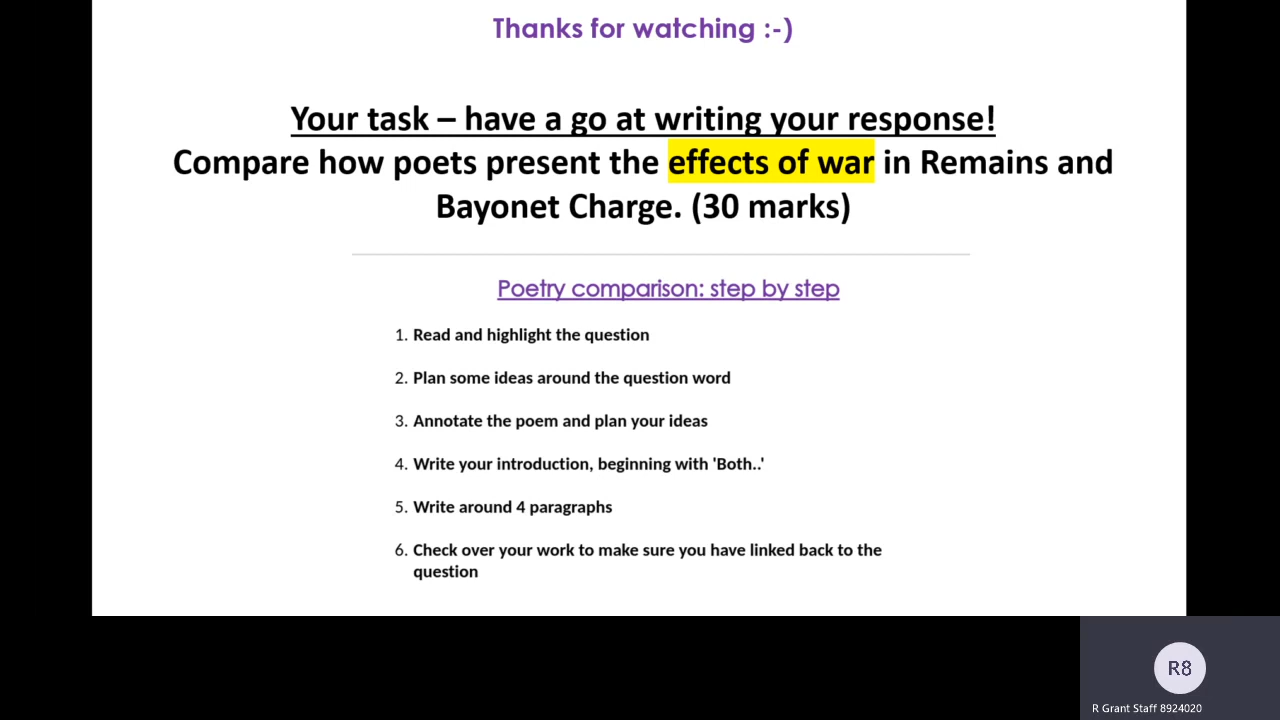 Thanks for watching :-)
Your task – have a go at writing your response!
Compare how poets present the effects of war in Remains and
Bayonet Charge. (30 marks)
Poetry comparison: step by step
1. Read and highlight the question
2. Plan some ideas around the question word
3. Annotate the poem and plan your ideas
4. Write your introduction, beginning with 'Both..'
5. Write around 4 paragraphs
6. Check over your work to make sure you have linked back to the
question
R8
R Grant Staff 8924020